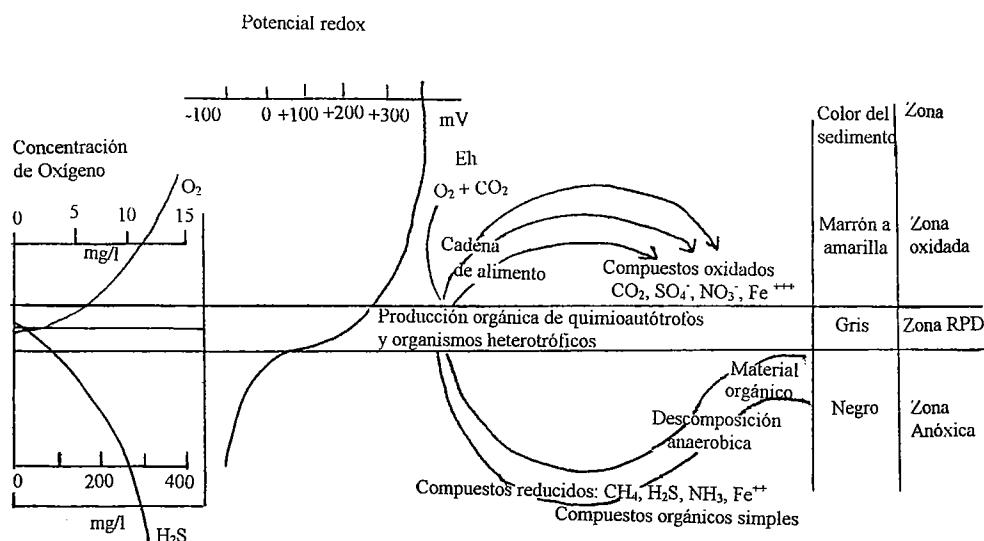 Potencial redox
-100 0 +100 +200 +300
mV
Eh
Concentración
de Oxígeno
O₂
0 5 10 15
mg/l
O₂ + CO₂
Cadena
de alimento
Compuestos oxidados
CO₂, SO₄⁻, NO₃⁻, Fe⁺⁺⁺
Producción orgánica de quimioautótrofos
y organismos heterotróficos
Material
orgánico
Descomposición
anaerobica
Compuestos reducidos: CH₄, H₂S, NH₃, Fe⁺⁺
Compuestos orgánicos simples
0 200 400
mg/l
H₂S
Color del
sedimento
Zona
Marrón a
amarilla
Zona
oxidada
Gris
Zona RPD
Negro
Zona
Anóxica